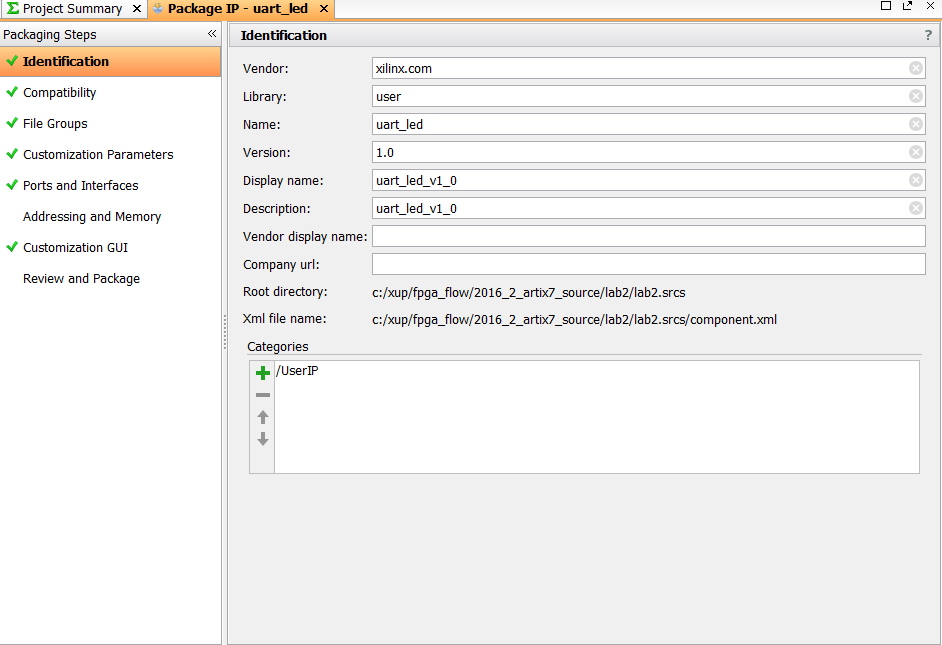 Project Summary
Package IP - uart_led
Packaging Steps
Identification
Compatibility
File Groups
Customization Parameters
Ports and Interfaces
Addressing and Memory
Customization GUI
Review and Package
Identification ?
Vendor: xilinx.com
Library: user
Name: uart_led
Version: 1.0
Display name: uart_led_v1_0
Description: uart_led_v1_0
Vendor display name:
Company url:
Root directory: c:/xup/fpga_flow/2016_2_artix7_source/lab2/lab2.srcs
Xml file name: c:/xup/fpga_flow/2016_2_artix7_source/lab2/lab2.srcs/component.xml
Categories
/UserIP